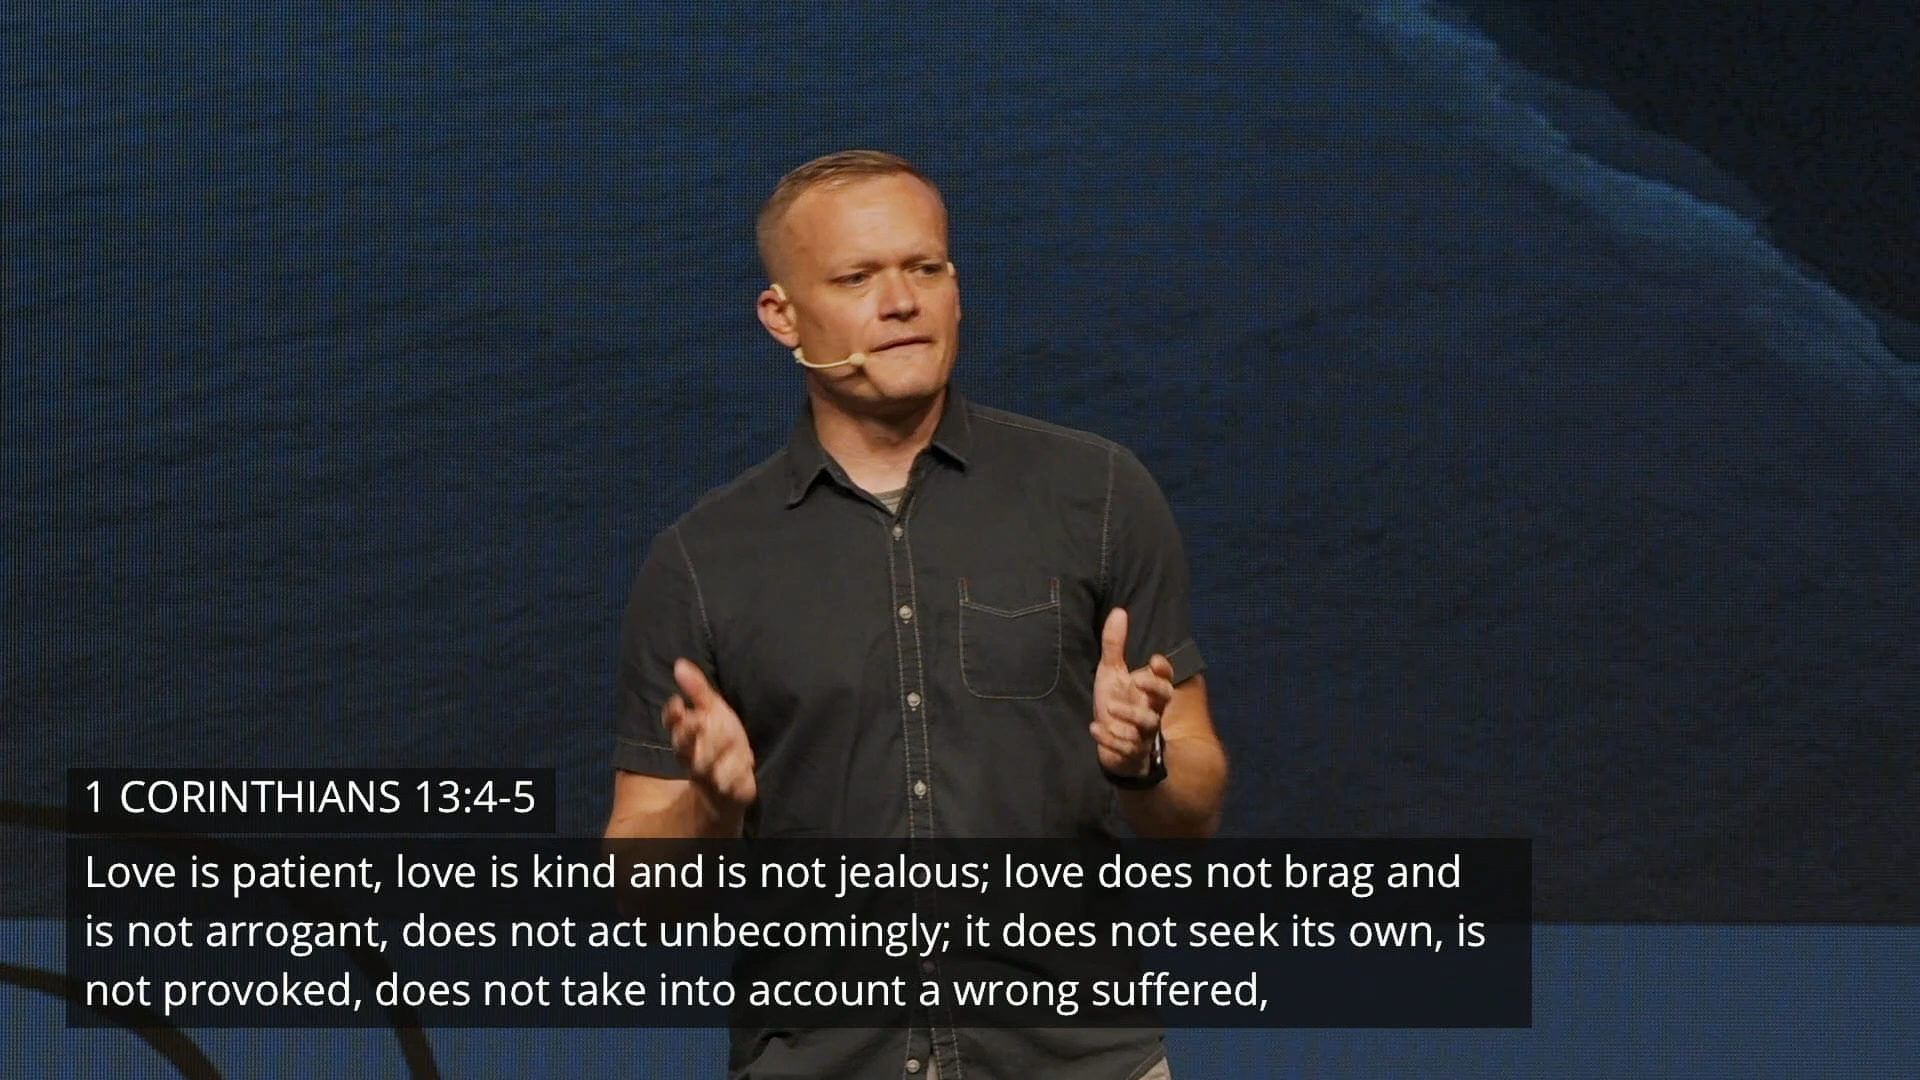 1 CORINTHIANS 13:4-5
Love is patient, love is kind and is not jealous; love does not brag and
is not arrogant, does not act unbecomingly; it does not seek its own, is
not provoked, does not take into account a wrong suffered,